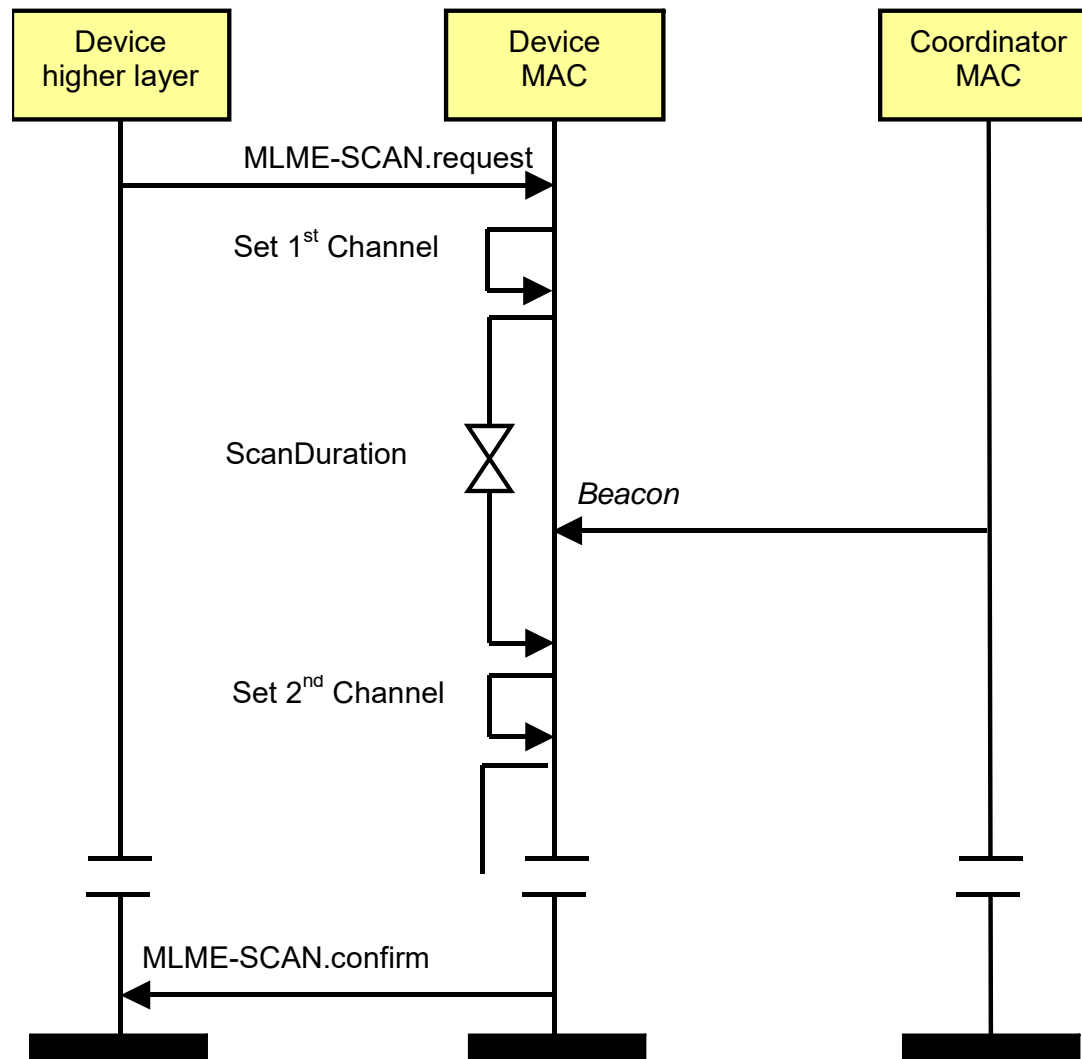 Device
higher layer
Device
MAC
Coordinator
MAC
MLME-SCAN.request
Set 1st Channel
ScanDuration
Beacon
Set 2nd Channel
MLME-SCAN.confirm